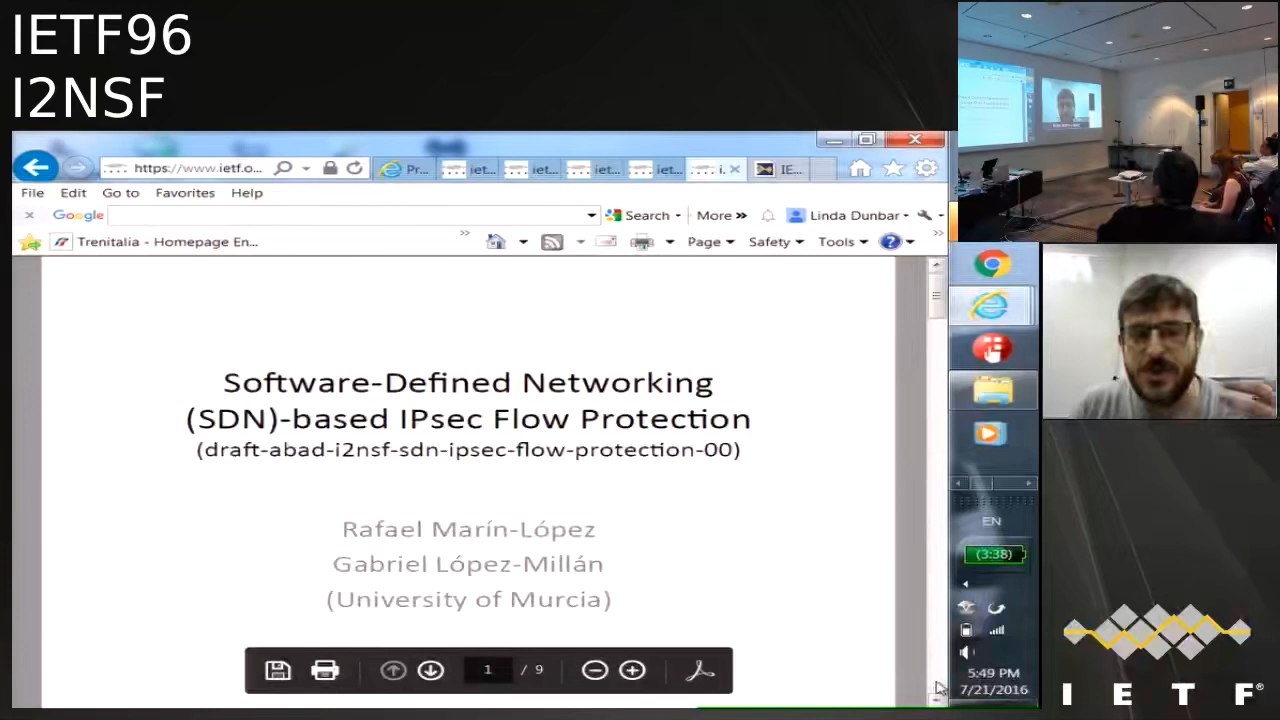 IETF96
I2NSF
https://www.ietf.o...
Pr...
iet...
iet...
iet...
iet...
i.
IE...
File Edit Go to Favorites Help
x Google Search More » Linda Dunbar
Trenitalia - Homepage En...
» Page Safety Tools »
Software-Defined Networking
(SDN)-based IPsec Flow Protection
(draft-abad-i2nsf-sdn-ipsec-flow-protection-00)
Rafael Marín-López
Gabriel López-Millán
(University of Murcia)
1 / 9
EN
(3:38)
5:49 PM
7/21/2016
I E T F®